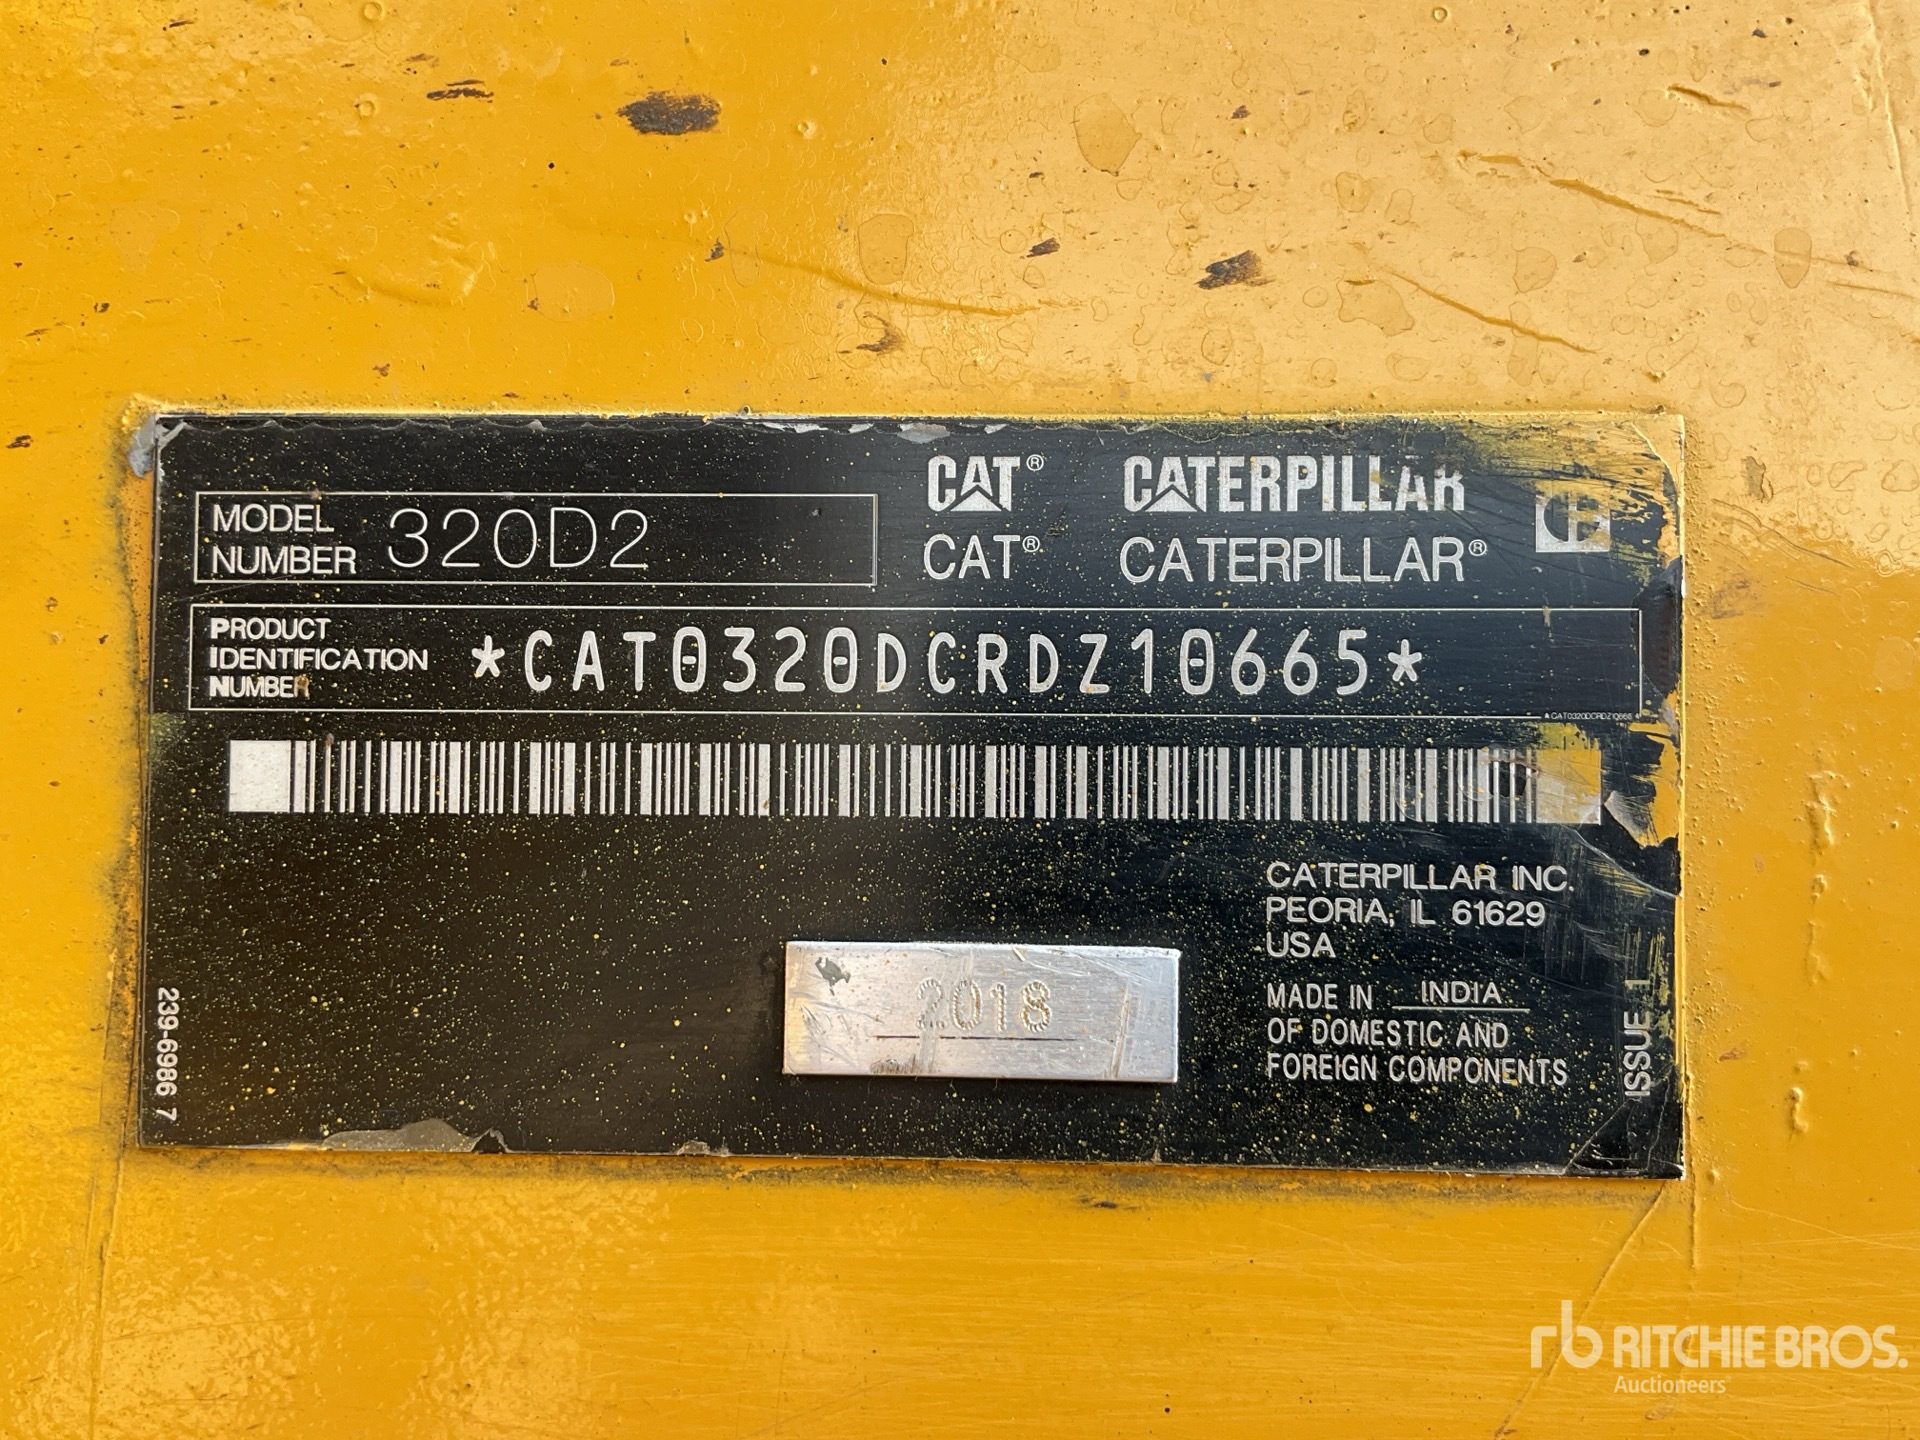 MODEL NUMBER 320D2
CAT® CATERPILLAR
CAT® CATERPILLAR®
PRODUCT IDENTIFICATION NUMBER *CAT0320DCRDZ10665*
CATERPILLAR INC.
PEORIA, IL 61629
USA
MADE IN INDIA
OF DOMESTIC AND
FOREIGN COMPONENTS
2018
239-6986 7
ISSUE 1
rb RITCHIE BROS.
Auctioneers